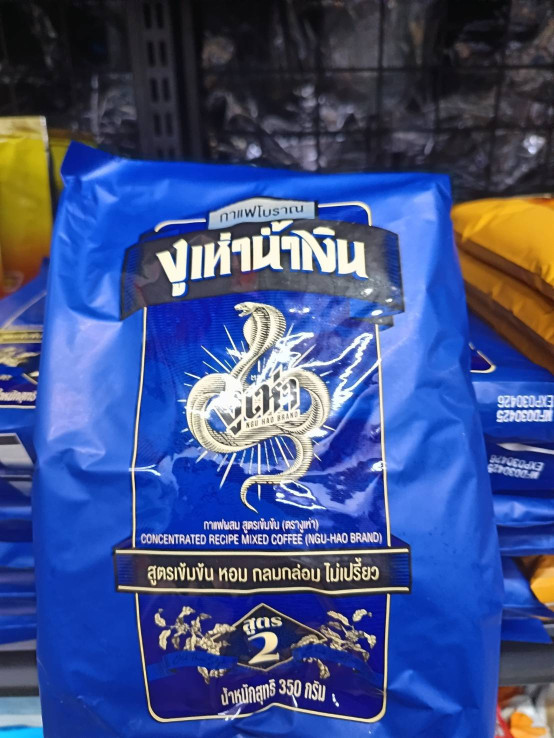 กาแฟโบราณ
งูเห่าน้ำเงิน
งูเห่า
NGU HAO BRAND
กาแฟผสม สูตรเข้มข้น (ตรางูเห่า)
CONCENTRATED RECIPE MIXED COFFEE (NGU-HAO BRAND)
สูตรเข้มข้น หอม กลมกล่อม ไม่เปรี้ยว
สูตร
2
น้ำหนักสุทธิ 350 กรัม
MFD030425
EXP030426
MFD030425
EXP030426